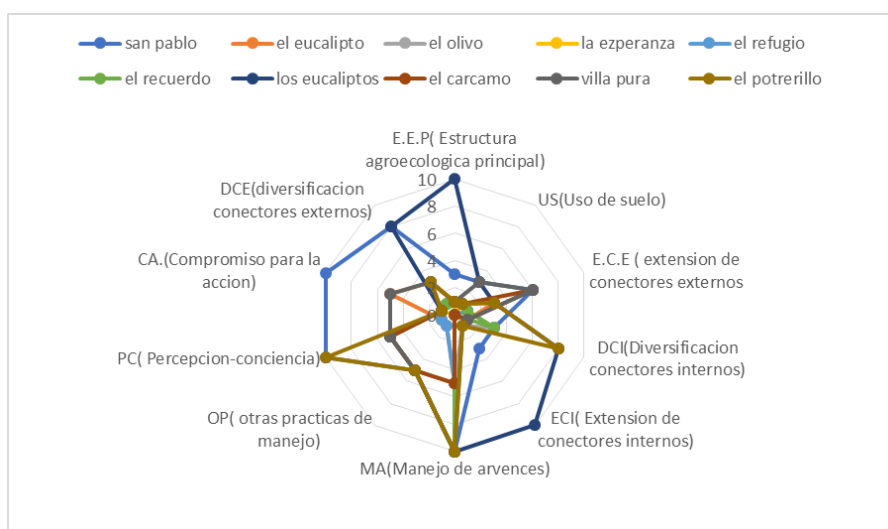 san pablo el eucalipto el olivo la ezperanza el refugio
el recuerdo los eucaliptos el carcamo villa pura el potrerillo
E.E.P( Estructura
agroecologica principal)
DCE(diversificacion
conectores externos)
US(Uso de suelo)
CA.(Compromiso para la
accion)
E.C.E ( extension de
conectores externos
PC( Percepcion-conciencia)
DCI(Diversificacion
conectores internos)
OP( otras practicas de
manejo)
ECI( Extension de
conectores internos)
MA(Manejo de arvences)
10
8
6
4